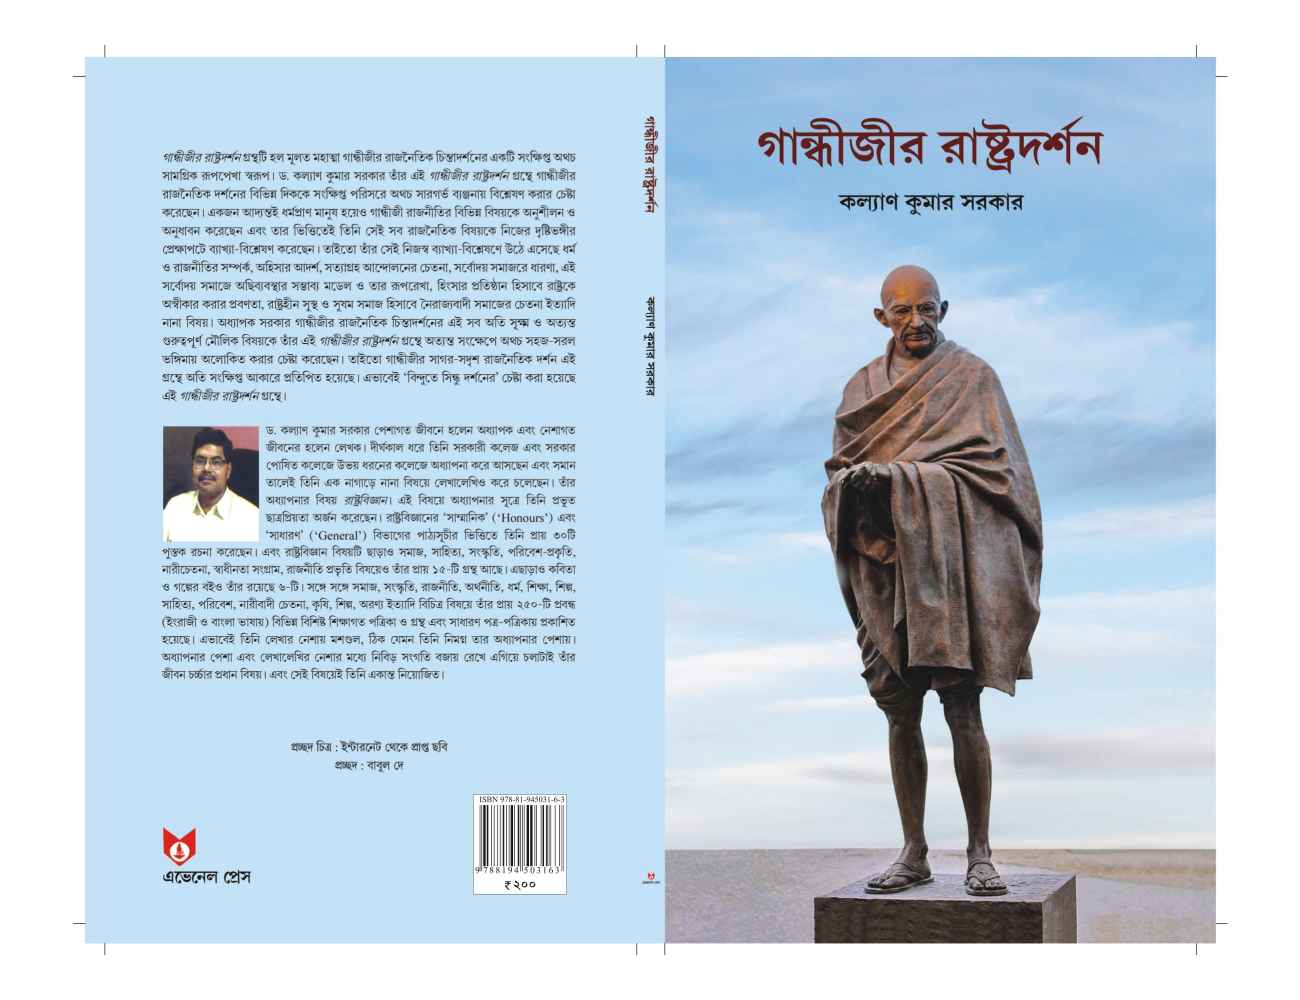 গান্ধীজীর রাষ্ট্রদর্শন গ্রন্থটি হল মূলত মহাত্মা গান্ধীজীর রাজনৈতিক চিন্তাদর্শনের একটি সংক্ষিপ্ত অথচ
সামগ্রিক রূপপেখা স্বরূপ। ড. কল্যাণ কুমার সরকার তাঁর এই গান্ধীজীর রাষ্ট্রদর্শন গ্রন্থে গান্ধীজীর
রাজনৈতিক দর্শনের বিভিন্ন দিককে সংক্ষিপ্ত পরিসরে অথচ সারগর্ভ ব্যঞ্জনায় বিশ্লেষণ করার চেষ্টা
করেছেন। একজন আদ্যন্তই ধর্মপ্রাণ মানুষ হয়েও গান্ধীজী রাজনীতির বিভিন্ন বিষয়কে অনুশীলন ও
অনুধাবন করেছেন এবং তার ভিত্তিতেই তিনি সেই সব রাজনৈতিক বিষয়কে নিজের দৃষ্টিভঙ্গীর
প্রেক্ষাপটে ব্যাখ্যা-বিশ্লেষণ করেছেন। তাইতো তাঁর সেই নিজস্ব ব্যাখ্যা-বিশ্লেষণে উঠে এসেছে ধর্ম
ও রাজনীতির সম্পর্ক, অহিসার আদর্শ, সত্যাগ্রহ আন্দোলনের চেতনা, সর্বোদয় সমাজরে ধারণা, এই
সর্বোদয় সমাজে অছিব্যবস্থার সম্ভাব্য মডেল ও তার রূপরেখা, হিংসার প্রতিষ্ঠান হিসাবে রাষ্ট্রকে
অস্বীকার করার প্রবণতা, রাষ্ট্রহীন সুস্থ ও সুষম সমাজ হিসাবে নৈরাজ্যবাদী সমাজের চেতনা ইত্যাদি
নানা বিষয়। অধ্যাপক সরকার গান্ধীজীর রাজনৈতিক চিন্তাদর্শনের এই সব অতি সূক্ষ্ম ও অত্যন্ত
গুরুত্বপূর্ণ মৌলিক বিষয়কে তাঁর এই গান্ধীজীর রাষ্ট্রদর্শন গ্রন্থে অত্যন্ত সংক্ষেপে অথচ সহজ-সরল
ভঙ্গিমায় অলোকিত করার চেষ্টা করেছেন। তাইতো গান্ধীজীর সাগর-সদৃশ রাজনৈতিক দর্শন এই
গ্রন্থে অতি সংক্ষিপ্ত আকারে প্রতিপিত হয়েছে। এভাবেই ‘বিন্দুতে সিন্ধু দর্শনের’ চেষ্টা করা হয়েছে
এই গান্ধীজীর রাষ্ট্রদর্শন গ্রন্থে।
ড. কল্যাণ কুমার সরকার পেশাগত জীবনে হলেন অধ্যাপক এবং নেশাগত
জীবনের হলেন লেখক। দীর্ঘকাল ধরে তিনি সরকারী কলেজ এবং সরকার
পোষিত কলেজে উভয় ধরনের কলেজে অধ্যাপনা করে আসছেন এবং সমান
তালেই তিনি এক নাগাড়ে নানা বিষয়ে লেখালেখিও করে চলেছেন। তাঁর
অধ্যাপনার বিষয় রাষ্ট্রবিজ্ঞান। এই বিষয়ে অধ্যাপনার সূত্রে তিনি প্রভূত
ছাত্রপ্রিয়তা অর্জন করেছেন। রাষ্ট্রবিজ্ঞানের ‘সাম্মানিক’ (‘Honours’) এবং
‘সাধারণ’ (‘General’) বিভাগের পাঠ্যসূচীর ভিত্তিতে তিনি প্রায় ৩০টি
পুস্তক রচনা করেছেন। এবং রাষ্ট্রবিজ্ঞান বিষয়টি ছাড়াও সমাজ, সাহিত্য, সংস্কৃতি, পরিবেশ-প্রকৃতি,
নারীচেতনা, স্বাধীনতা সংগ্রাম, রাজনীতি প্রভৃতি বিষয়েও তাঁর প্রায় ১৫-টি গ্রন্থ আছে। এছাড়াও কবিতা
ও গল্পের বইও তাঁর রয়েছে ৬-টি। সঙ্গে সঙ্গে সমাজ, সংস্কৃতি, রাজনীতি, অর্থনীতি, ধর্ম, শিক্ষা, শিল্প,
সাহিত্য, পরিবেশ, নারীবাদী চেতনা, কৃষি, শিল্প, অরণ্য ইত্যাদি বিচিত্র বিষয়ে তাঁর প্রায় ২৫০-টি প্রবন্ধ
(ইংরাজী ও বাংলা ভাষায়) বিভিন্ন বিশিষ্ট শিক্ষাগত পত্রিকা ও গ্রন্থ এবং সাধারণ পত্র-পত্রিকায় প্রকাশিত
হয়েছে। এভাবেই তিনি লেখার নেশায় মশগুল, ঠিক যেমন তিনি নিমগ্ন তার অধ্যাপনার পেশায়।
অধ্যাপনার পেশা এবং লেখালেখির নেশার মধ্যে নিবিড় সংগতি বজায় রেখে এগিয়ে চলাটাই তাঁর
জীবন চর্চ্চার প্রধান বিষয়। এবং সেই বিষয়েই তিনি একান্ত নিয়োজিত।
প্রচ্ছদ চিত্র : ইন্টারনেট থেকে প্রাপ্ত ছবি
প্রচ্ছদ : বাবুল দে
ISBN 978-81-945031-6-3
9 788194 503163
₹ ২০০
এভেনেল প্রেস
গান্ধীজীর রাষ্ট্রদর্শন
কল্যাণ কুমার সরকার
এভেনেল প্রেস
গান্ধীজীর রাষ্ট্রদর্শন
কল্যাণ কুমার সরকার